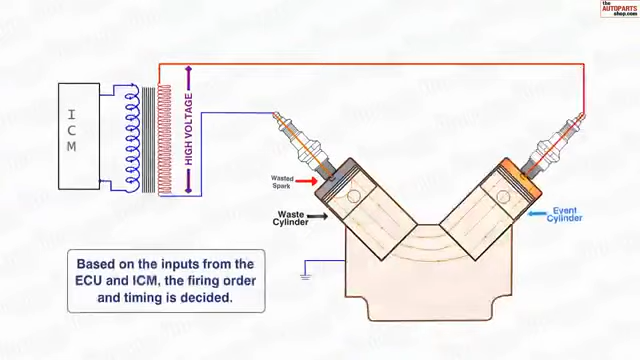 the
AUTOPARTS
shop.com
ICM
HIGH VOLTAGE
Wasted
Spark
Waste
Cylinder
Event
Cylinder
Based on the inputs from the
ECU and ICM, the firing order
and timing is decided.